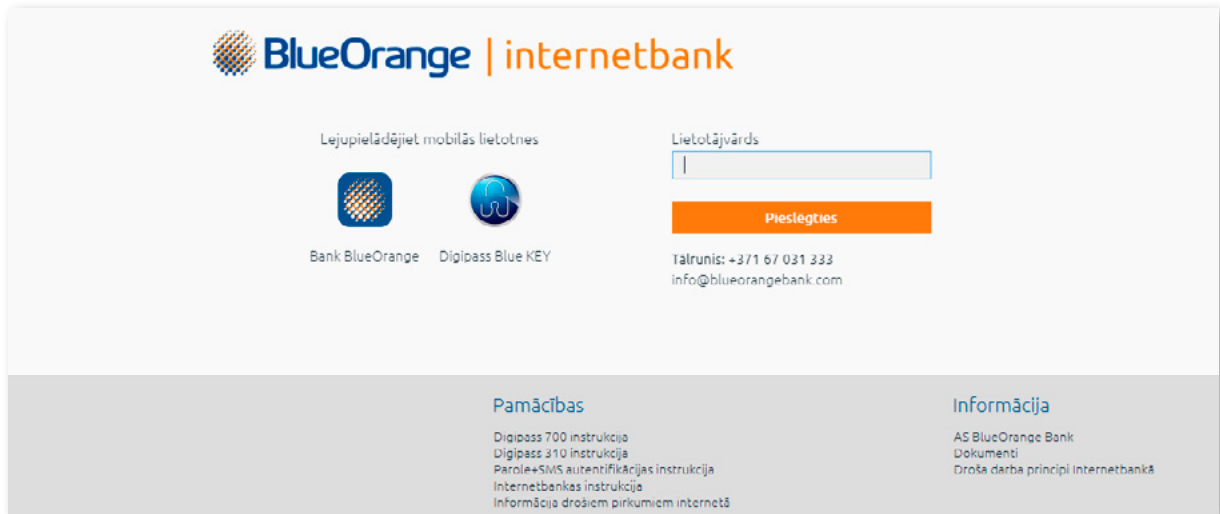 BlueOrange | internetbank
Lejupielādējiet mobilās lietotnes
Bank BlueOrange
Digipass Blue KEY
Lietotājvārds
Pieslēgties
Tālrunis: +371 67 031 333
info@blueorangebank.com
Pamācības
Digipass 700 instrukcija
Digipass 310 instrukcija
Parole+SMS autentifikācijas instrukcija
Internetbankas instrukcija
Informācija drošiem pirkumiem internetā
Informācija
AS BlueOrange Bank
Dokumenti
Droša darba principi Internetbankā